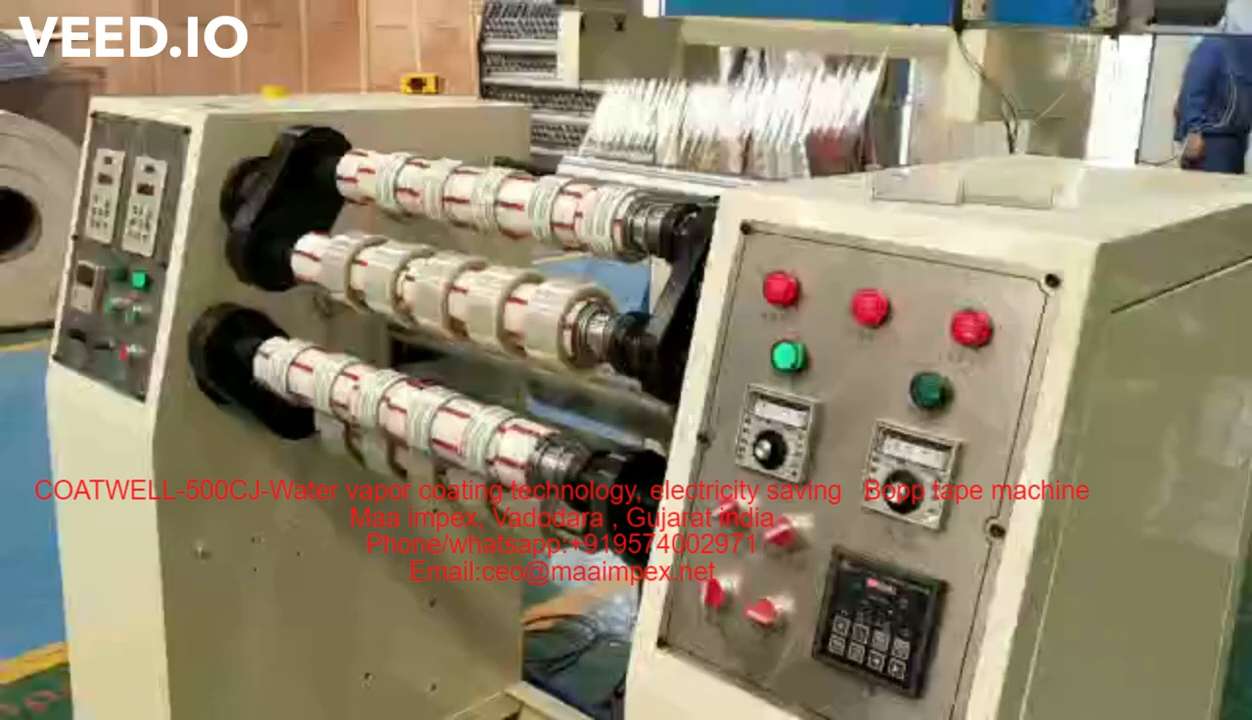 VEED.IO
COATWELL-500CJ-Water vapor coating technology, electricity saving Bopp tape machine
Maa impex, Vadodara , Gujarat india
Phone/whatsapp:+919574002971
Email:ceo@maaimpex.net